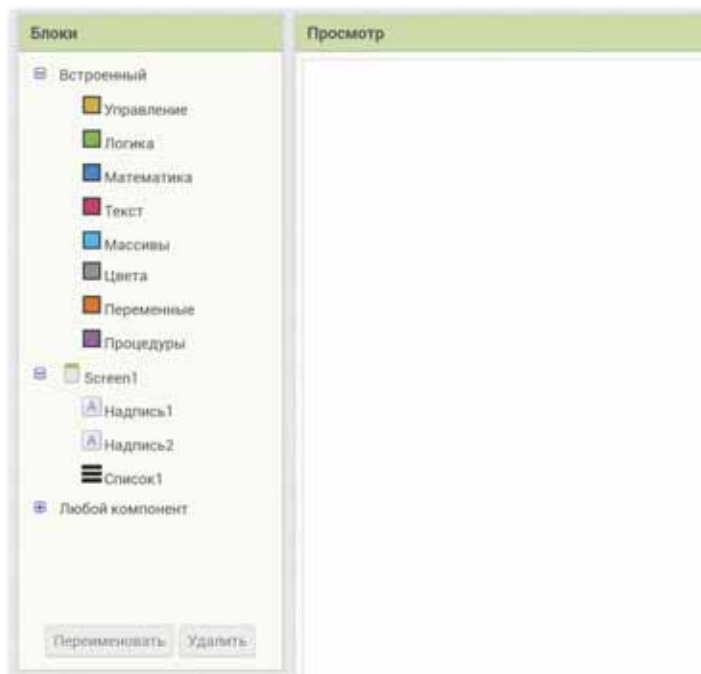 Блоки
Просмотр
Встроенный
Управление
Логика
Математика
Текст
Массивы
Цвета
Переменные
Процедуры
Screen1
A Надпись1
A Надпись2
Список1
Любой компонент
Переименовать Удалить